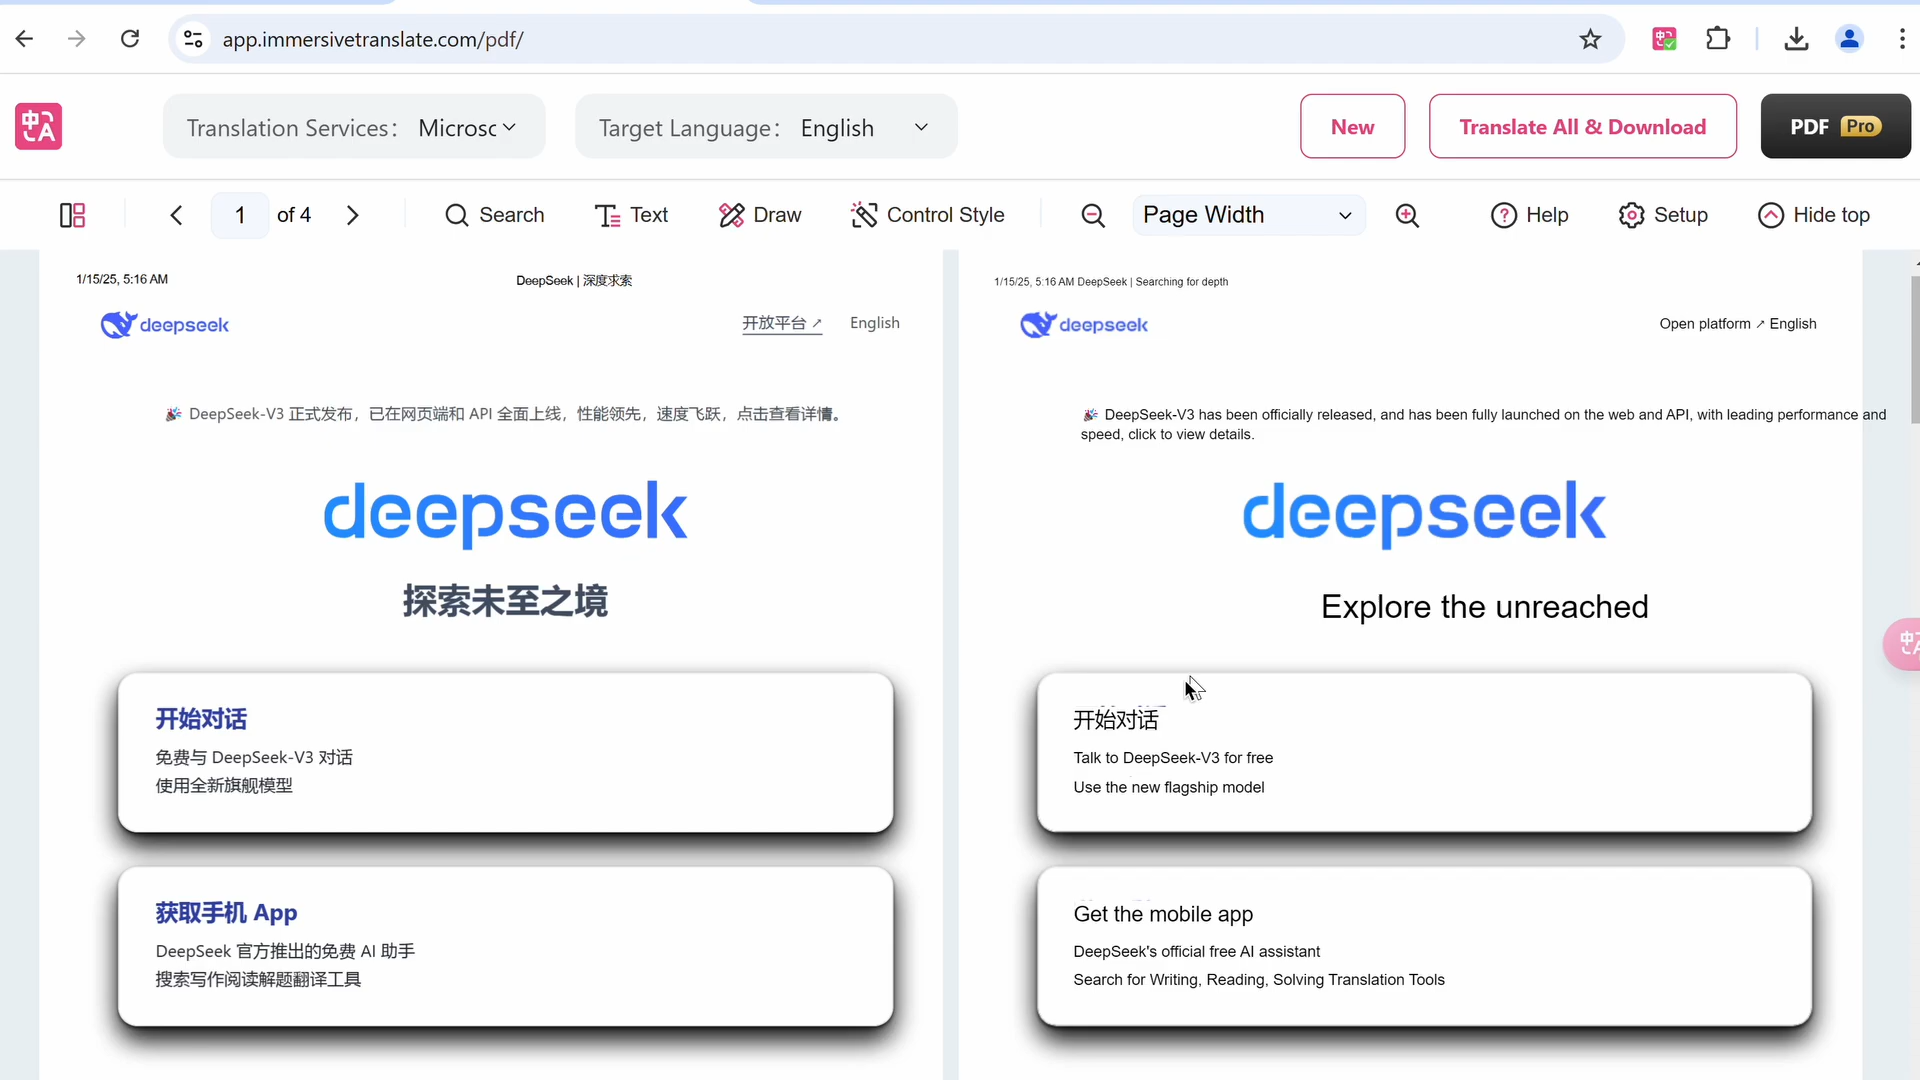 app.immersivetranslate.com/pdf/
Translation Services: Microsc
Target Language: English
New
Translate All & Download
PDF Pro
1 of 4
Search
Text
Draw
Control Style
Page Width
Help
Setup
Hide top
1/15/25, 5:16 AM
DeepSeek | 深度求索
deepseek
开放平台 ↗
English
🎉 DeepSeek-V3 正式发布，已在网页端和 API 全面上线，性能领先，速度飞跃，点击查看详情。
deepseek
探索未至之境
开始对话
免费与 DeepSeek-V3 对话
使用全新旗舰模型
获取手机 App
DeepSeek 官方推出的免费 AI 助手
搜索写作阅读解题翻译工具
1/15/25, 5:16 AM DeepSeek | Searching for depth
deepseek
Open platform ↗ English
🎉 DeepSeek-V3 has been officially released, and has been fully launched on the web and API, with leading performance and
speed, click to view details.
deepseek
Explore the unreached
开始对话
Talk to DeepSeek-V3 for free
Use the new flagship model
Get the mobile app
DeepSeek's official free AI assistant
Search for Writing, Reading, Solving Translation Tools